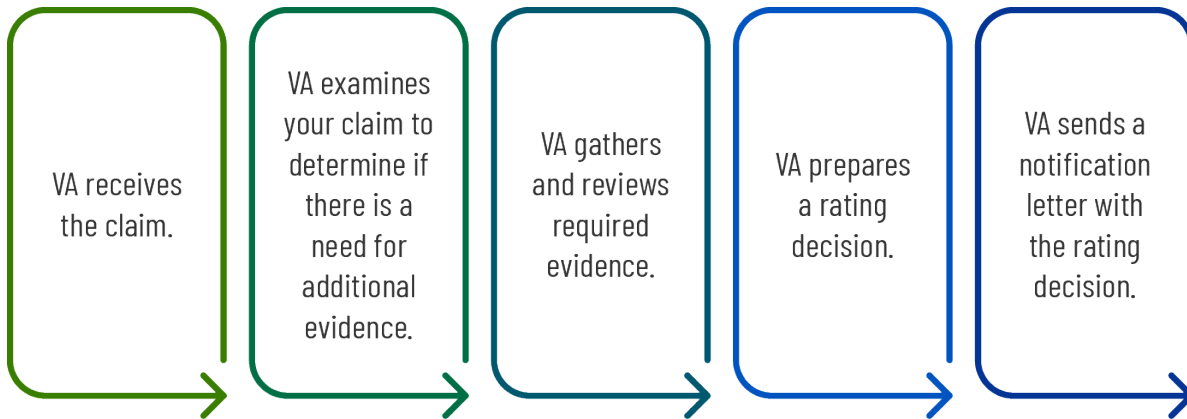 VA receives
the claim.
VA examines
your claim to
determine if
there is a
need for
additional
evidence.
VA gathers
and reviews
required
evidence.
VA prepares
a rating
decision.
VA sends a
notification
letter with
the rating
decision.